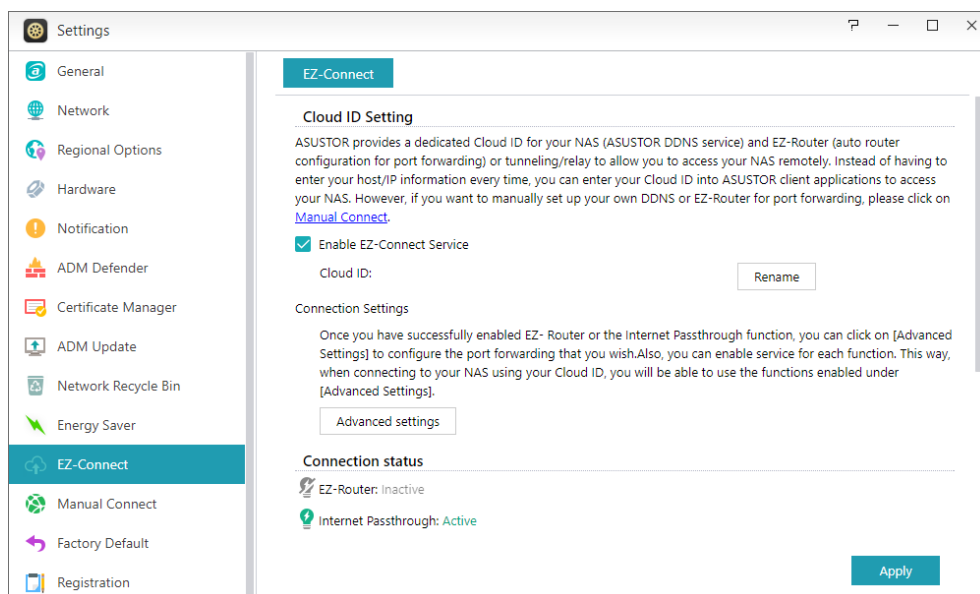 Settings
General
Network
Regional Options
Hardware
Notification
ADM Defender
Certificate Manager
ADM Update
Network Recycle Bin
Energy Saver
EZ-Connect
Manual Connect
Factory Default
Registration
EZ-Connect
Cloud ID Setting
ASUSTOR provides a dedicated Cloud ID for your NAS (ASUSTOR DDNS service) and EZ-Router (auto router
configuration for port forwarding) or tunneling/relay to allow you to access your NAS remotely. Instead of having to
enter your host/IP information every time, you can enter your Cloud ID into ASUSTOR client applications to access
your NAS. However, if you want to manually set up your own DDNS or EZ-Router for port forwarding, please click on
Manual Connect.
Enable EZ-Connect Service
Cloud ID:
Rename
Connection Settings
Once you have successfully enabled EZ- Router or the Internet Passthrough function, you can click on [Advanced
Settings] to configure the port forwarding that you wish.Also, you can enable service for each function. This way,
when connecting to your NAS using your Cloud ID, you will be able to use the functions enabled under
[Advanced Settings].
Advanced settings
Connection status
EZ-Router: Inactive
Internet Passthrough: Active
Apply